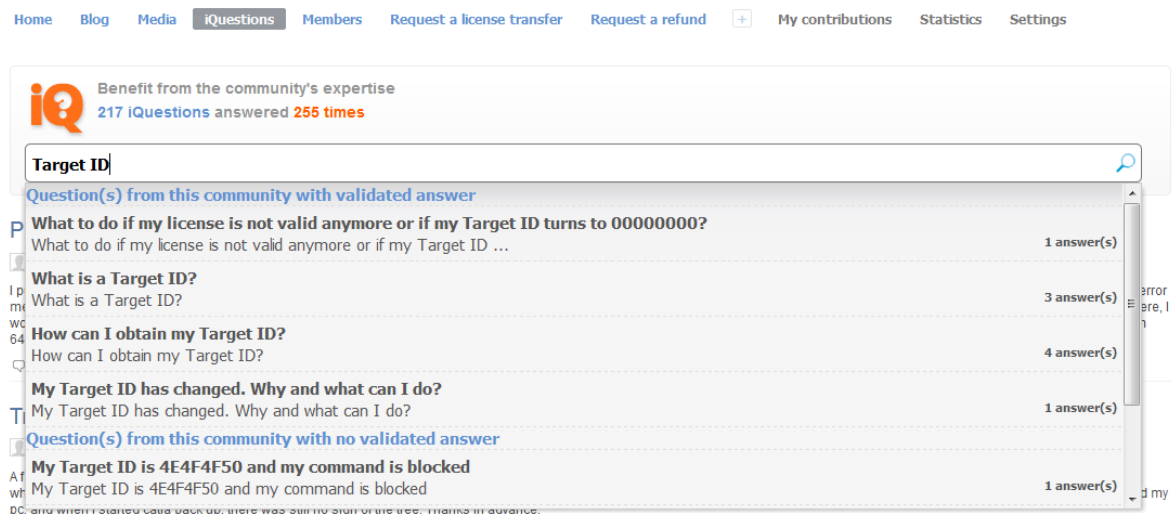 Home Blog Media iQuestions Members Request a license transfer Request a refund + My contributions Statistics Settings
iQ
Benefit from the community's expertise
217 iQuestions answered 255 times
Target ID
Question(s) from this community with validated answer
What to do if my license is not valid anymore or if my Target ID turns to 00000000?
What to do if my license is not valid anymore or if my Target ID ...
1 answer(s)
What is a Target ID?
What is a Target ID?
3 answer(s)
How can I obtain my Target ID?
How can I obtain my Target ID?
4 answer(s)
My Target ID has changed. Why and what can I do?
My Target ID has changed. Why and what can I do?
1 answer(s)
Question(s) from this community with no validated answer
My Target ID is 4E4F4F50 and my command is blocked
My Target ID is 4E4F4F50 and my command is blocked
1 answer(s)